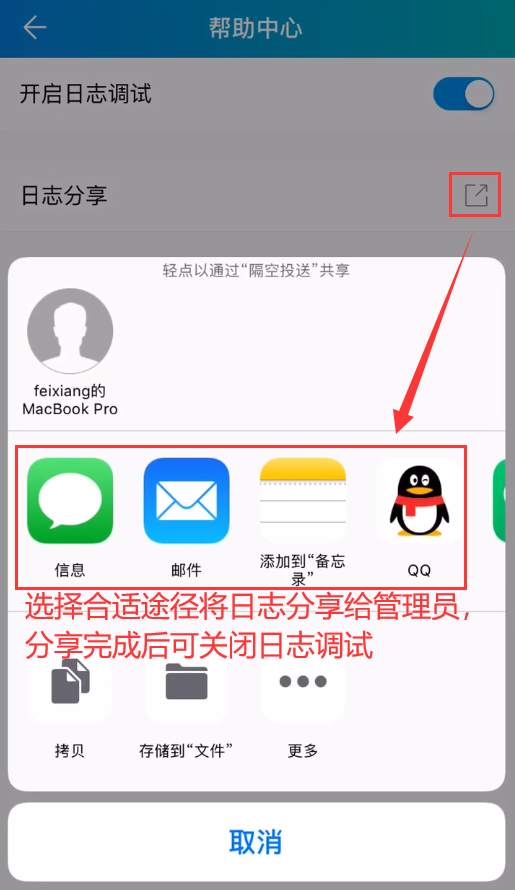 帮助中心
开启日志调试
日志分享
轻点以通过“隔空投送”共享
feixiang的
MacBook Pro
信息
邮件
添加到“备忘
录”
QQ
选择合适途径将日志分享给管理员，
分享完成后可关闭日志调试
拷贝
存储到“文件”
更多
取消